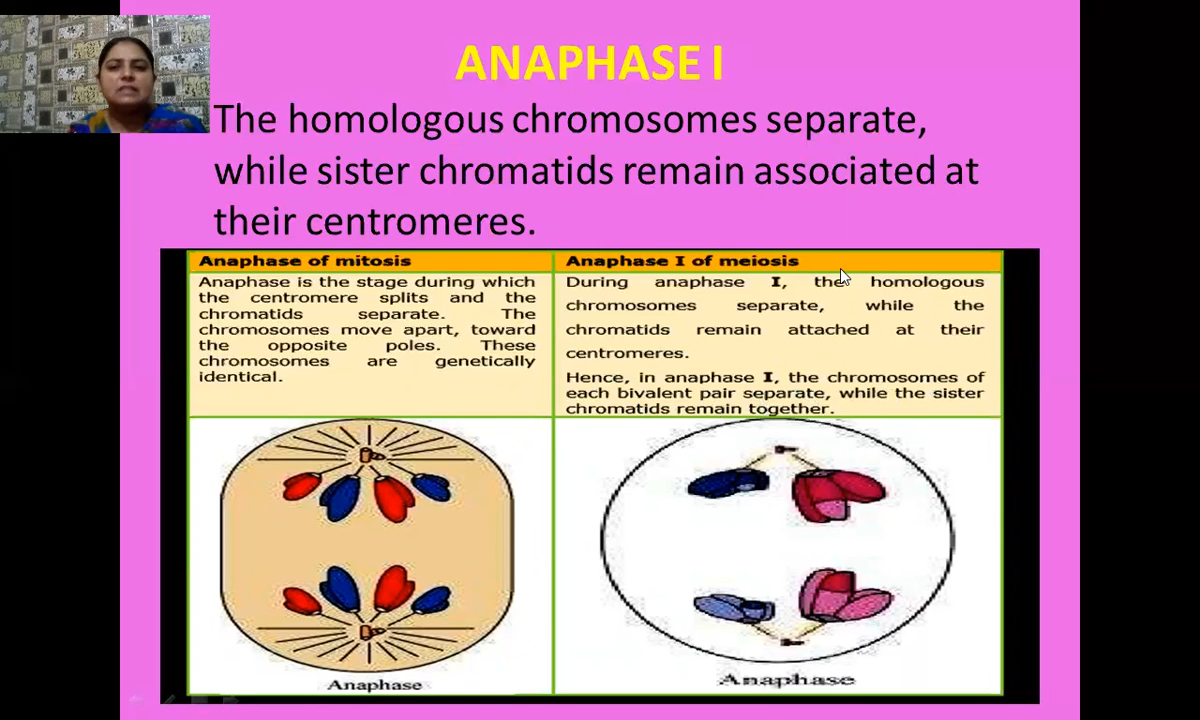 ANAPHASE I
The homologous chromosomes separate,
while sister chromatids remain associated at
their centromeres.
Anaphase of mitosis
Anaphase is the stage during which
the centromere splits and the
chromatids separate. The
chromosomes move apart, toward
the opposite poles. These
chromosomes are genetically
identical.
Anaphase I of meiosis
During anaphase I, the homologous
chromosomes separate, while the
chromatids remain attached at their
centromeres.
Hence, in anaphase I, the chromosomes of
each bivalent pair separate, while the sister
chromatids remain together.
Anaphase
Anaphase